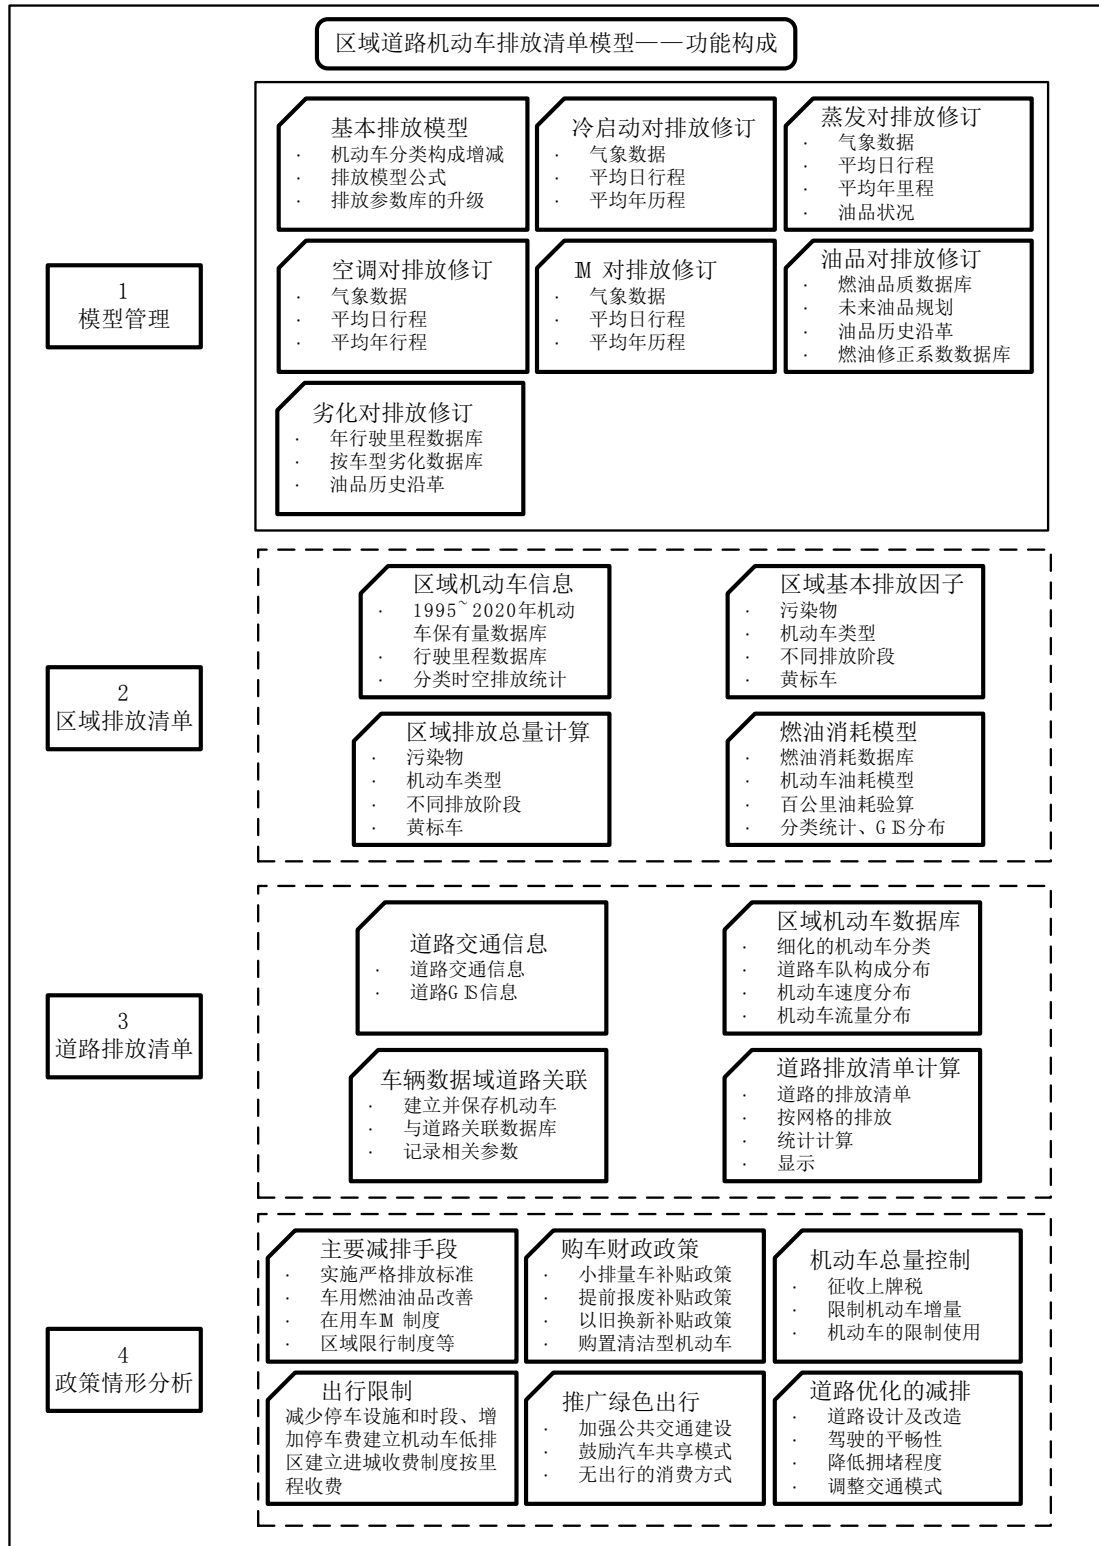 区域道路机动车排放清单模型——功能构成
1
模型管理
基本排放模型
· 机动车分类构成增减
· 排放模型公式
· 排放参数库的升级
冷启动对排放修订
· 气象数据
· 平均日行程
· 平均年历程
蒸发对排放修订
· 气象数据
· 平均日行程
· 平均年里程
· 油品状况
空调对排放修订
· 气象数据
· 平均日行程
· 平均年行程
IM 对排放修订
· 气象数据
· 平均日行程
· 平均年历程
油品对排放修订
· 燃油品质数据库
· 未来油品规划
· 油品历史沿革
· 燃油修正系数数据库
劣化对排放修订
· 年行驶里程数据库
· 按车型劣化数据库
· 油品历史沿革
2
区域排放清单
区域机动车信息
· 1995~2020年机动
车保有量数据库
· 行驶里程数据库
· 分类时空排放统计
区域基本排放因子
· 污染物
· 机动车类型
· 不同排放阶段
· 黄标车
区域排放总量计算
· 污染物
· 机动车类型
· 不同排放阶段
· 黄标车
燃油消耗模型
· 燃油消耗数据库
· 机动车油耗模型
· 百公里油耗验算
· 分类统计、GIS分布
3
道路排放清单
道路交通信息
· 道路交通信息
· 道路GIS信息
区域机动车数据库
· 细化的机动车分类
· 道路车队构成分布
· 机动车速度分布
· 机动车流量分布
车辆数据域道路关联
· 建立并保存机动车
· 与道路关联数据库
· 记录相关参数
道路排放清单计算
· 道路的排放清单
· 按网格的排放
· 统计计算
· 显示
4
政策情形分析
主要减排手段
· 实施严格排放标准
· 车用燃油油品改善
· 在用车IM 制度
· 区域限行制度等
购车财政政策
· 小排量车补贴政策
· 提前报废补贴政策
· 以旧换新补贴政策
· 购置清洁型机动车
机动车总量控制
· 征收上牌税
· 限制机动车增量
· 机动车的限制使用
出行限制
减少停车设施和时段、增
加停车费建立机动车低排
区建立进城收费制度按里
程收费
推广绿色出行
· 加强公共交通建设
· 鼓励汽车共享模式
· 无出行的消费方式
道路优化的减排
· 道路设计及改造
· 驾驶的平畅性
· 降低拥堵程度
· 调整交通模式